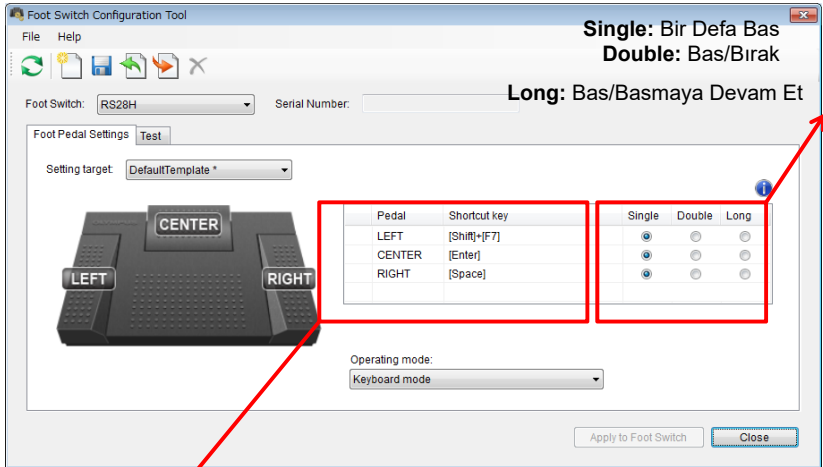 Foot Switch Configuration Tool
Single: Bir Defa Bas
File Help
Double: Bas/Bırak
Long: Bas/Basmaya Devam Et
Foot Switch: RS28H Serial Number:
Foot Pedal Settings Test
Setting target: DefaultTemplate *
Pedal Shortcut key Single Double Long
LEFT [Shift]+[F7]
CENTER [Enter]
RIGHT [Space]
CENTER
LEFT
RIGHT
Operating mode:
Keyboard mode
Apply to Foot Switch Close